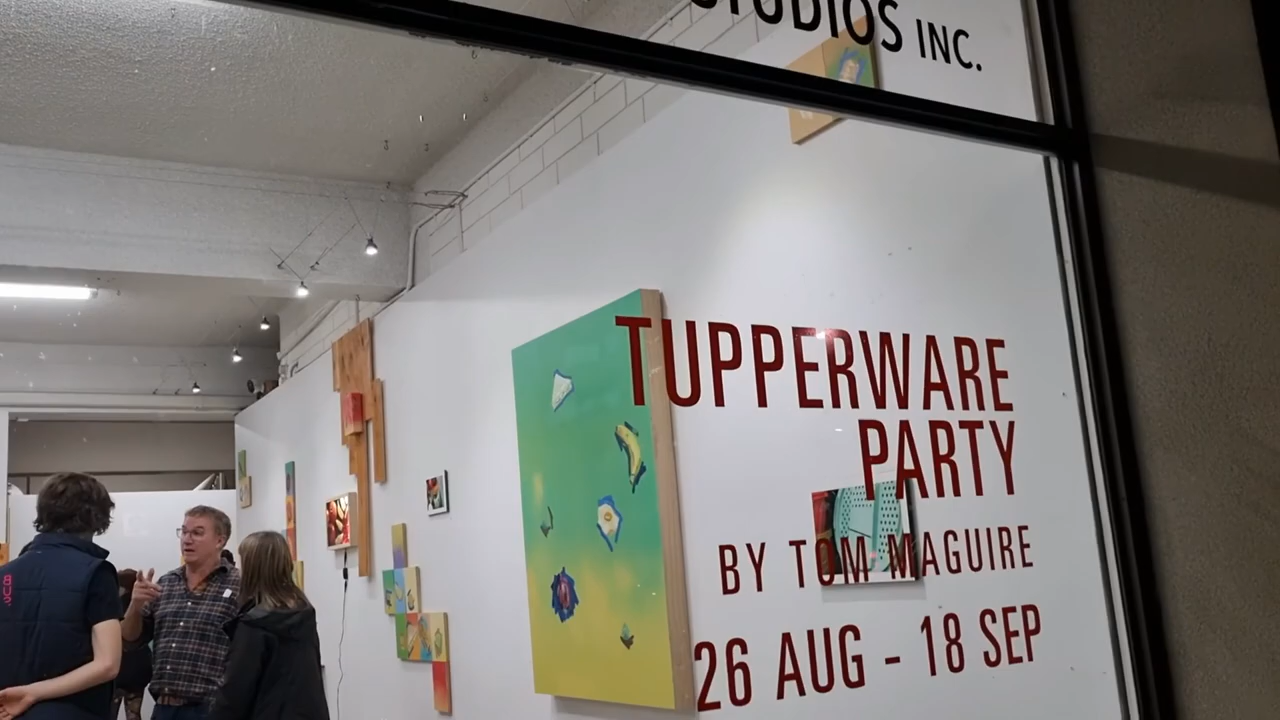 STUDIOS INC.
TUPPERWARE
PARTY
BY TOM MAGUIRE
26 AUG - 18 SEP